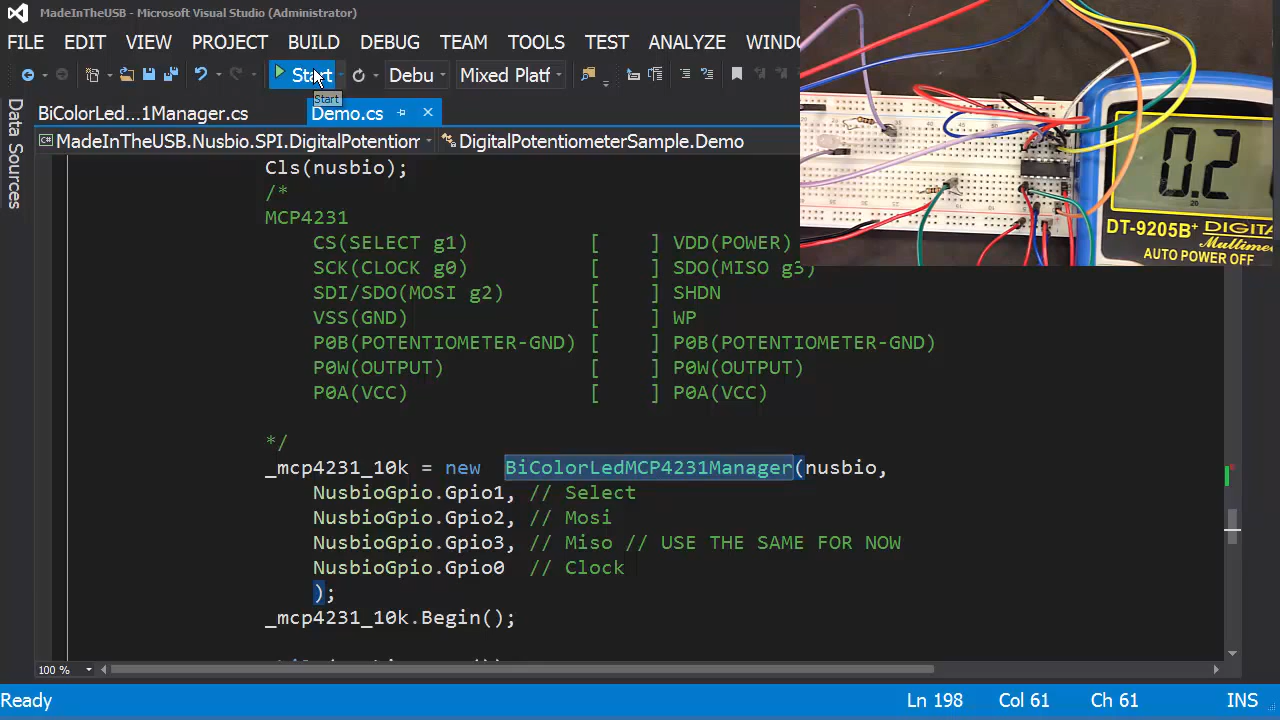 MadeInTheUSB - Microsoft Visual Studio (Administrator)
FILE EDIT VIEW PROJECT BUILD DEBUG TEAM TOOLS TEST ANALYZE WINDO
Start Debu Mixed Platf
Start
BiColorLed...1Manager.cs Demo.cs
Data Sources
MadeInTheUSB.Nusbio.SPI.DigitalPotentiom DigitalPotentiometerSample.Demo
Cls(nusbio);
/*
MCP4231
CS(SELECT g1) [ ] VDD(POWER)
SCK(CLOCK g0) [ ] SDO(MISO g3)
SDI/SDO(MOSI g2) [ ] SHDN
VSS(GND) [ ] WP
P0B(POTENTIOMETER-GND) [ ] P0B(POTENTIOMETER-GND)
P0W(OUTPUT) [ ] P0W(OUTPUT)
P0A(VCC) [ ] P0A(VCC)
*/
_mcp4231_10k = new BiColorLedMCP4231Manager(nusbio,
NusbioGpio.Gpio1, // Select
NusbioGpio.Gpio2, // Mosi
NusbioGpio.Gpio3, // Miso // USE THE SAME FOR NOW
NusbioGpio.Gpio0 // Clock
);
_mcp4231_10k.Begin();
100 %
Ready Ln 198 Col 61 Ch 61 INS
0.2
20
DT-9205B+ DIGITA
Multime
AUTO POWER OFF